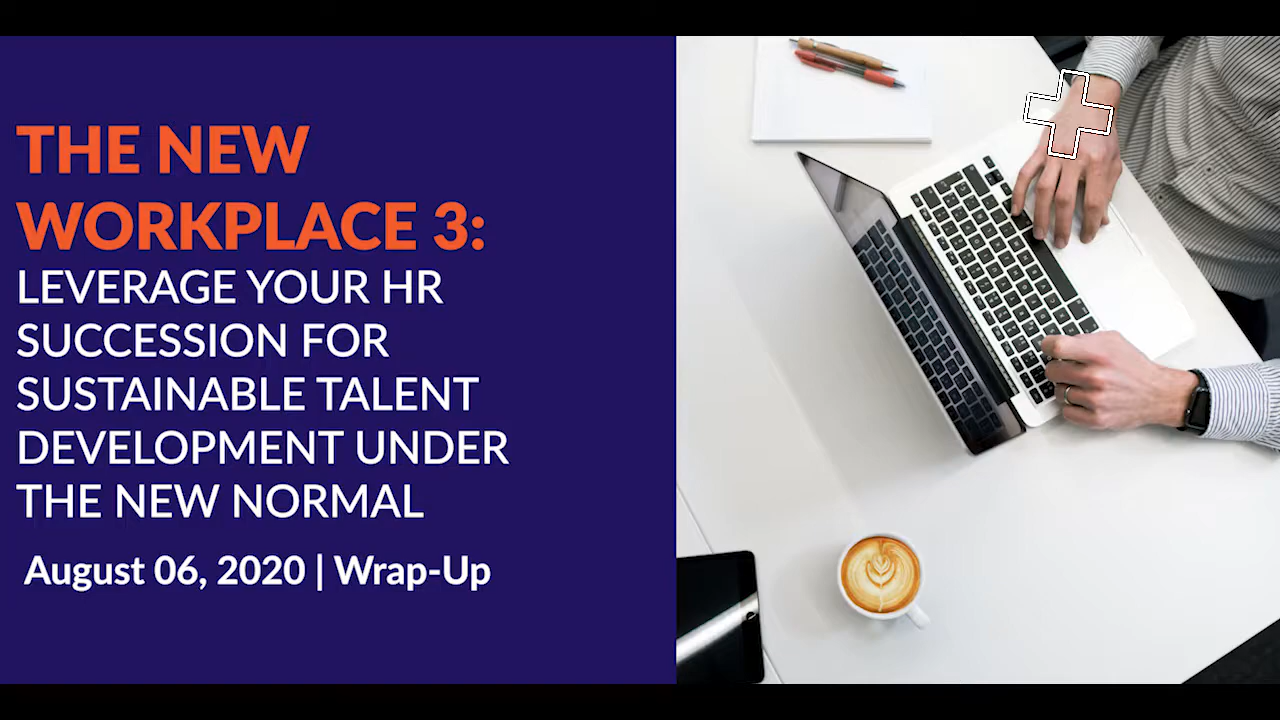 THE NEW
WORKPLACE 3:
LEVERAGE YOUR HR
SUCCESSION FOR
SUSTAINABLE TALENT
DEVELOPMENT UNDER
THE NEW NORMAL
August 06, 2020 | Wrap-Up